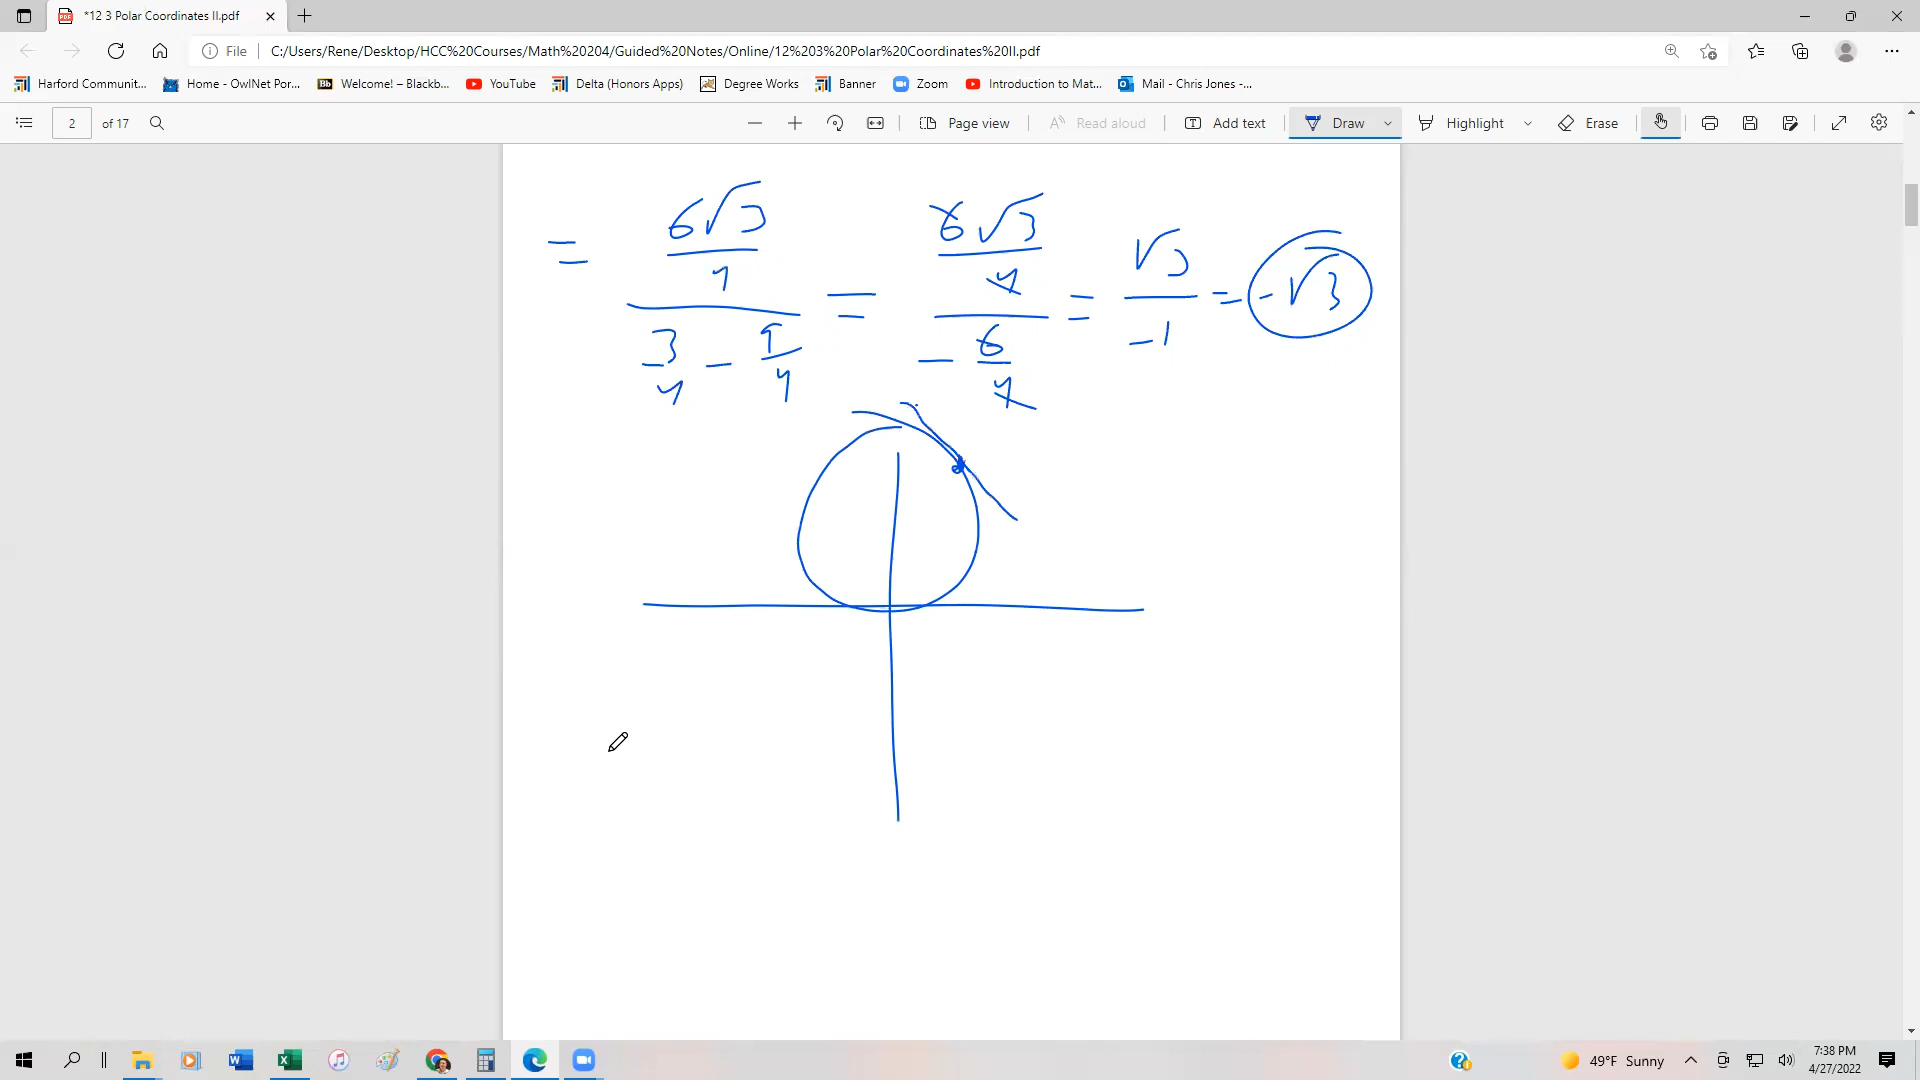 *12 3 Polar Coordinates II.pdf
File C:/Users/Rene/Desktop/HCC%20Courses/Math%20204/Guided%20Notes/Online/12%203%20Polar%20Coordinates%20II.pdf
Harford Communit... Home - OwlNet Por... Bb Welcome! – Blackb... YouTube Delta (Honors Apps) Degree Works Banner Zoom Introduction to Mat... Mail - Chris Jones -...
2 of 17 Page view Read aloud Add text Draw Highlight Erase
= (6√3/4)/(3/4 - 9/4) = (6√3/4)/(- 6/4) = √3/-1 = -√3
49°F Sunny
7:38 PM
4/27/2022